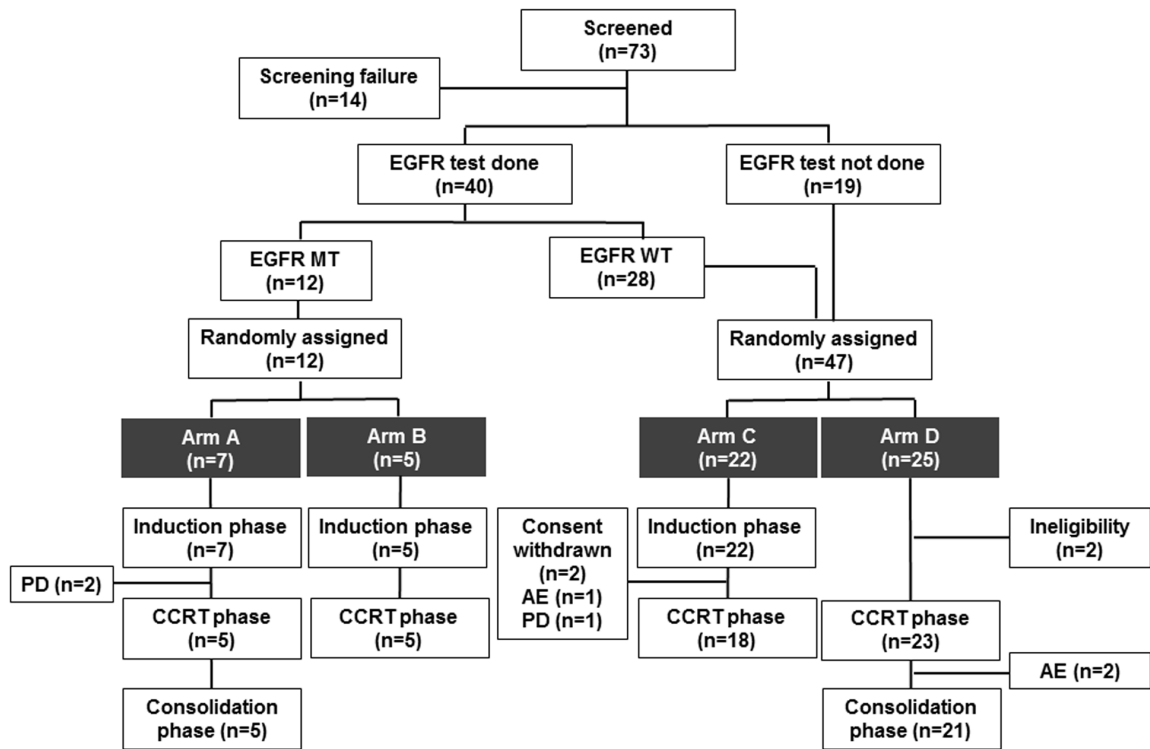 Screened
(n=73)
Screening failure
(n=14)
EGFR test done
(n=40)
EGFR test not done
(n=19)
EGFR MT
(n=12)
EGFR WT
(n=28)
Randomly assigned
(n=12)
Randomly assigned
(n=47)
Arm A
(n=7)
Arm B
(n=5)
Arm C
(n=22)
Arm D
(n=25)
Induction phase
(n=7)
Induction phase
(n=5)
Consent
withdrawn
(n=2)
AE (n=1)
PD (n=1)
Induction phase
(n=22)
Ineligibility
(n=2)
PD (n=2)
CCRT phase
(n=5)
CCRT phase
(n=5)
CCRT phase
(n=18)
CCRT phase
(n=23)
AE (n=2)
Consolidation
phase (n=5)
Consolidation
phase (n=21)